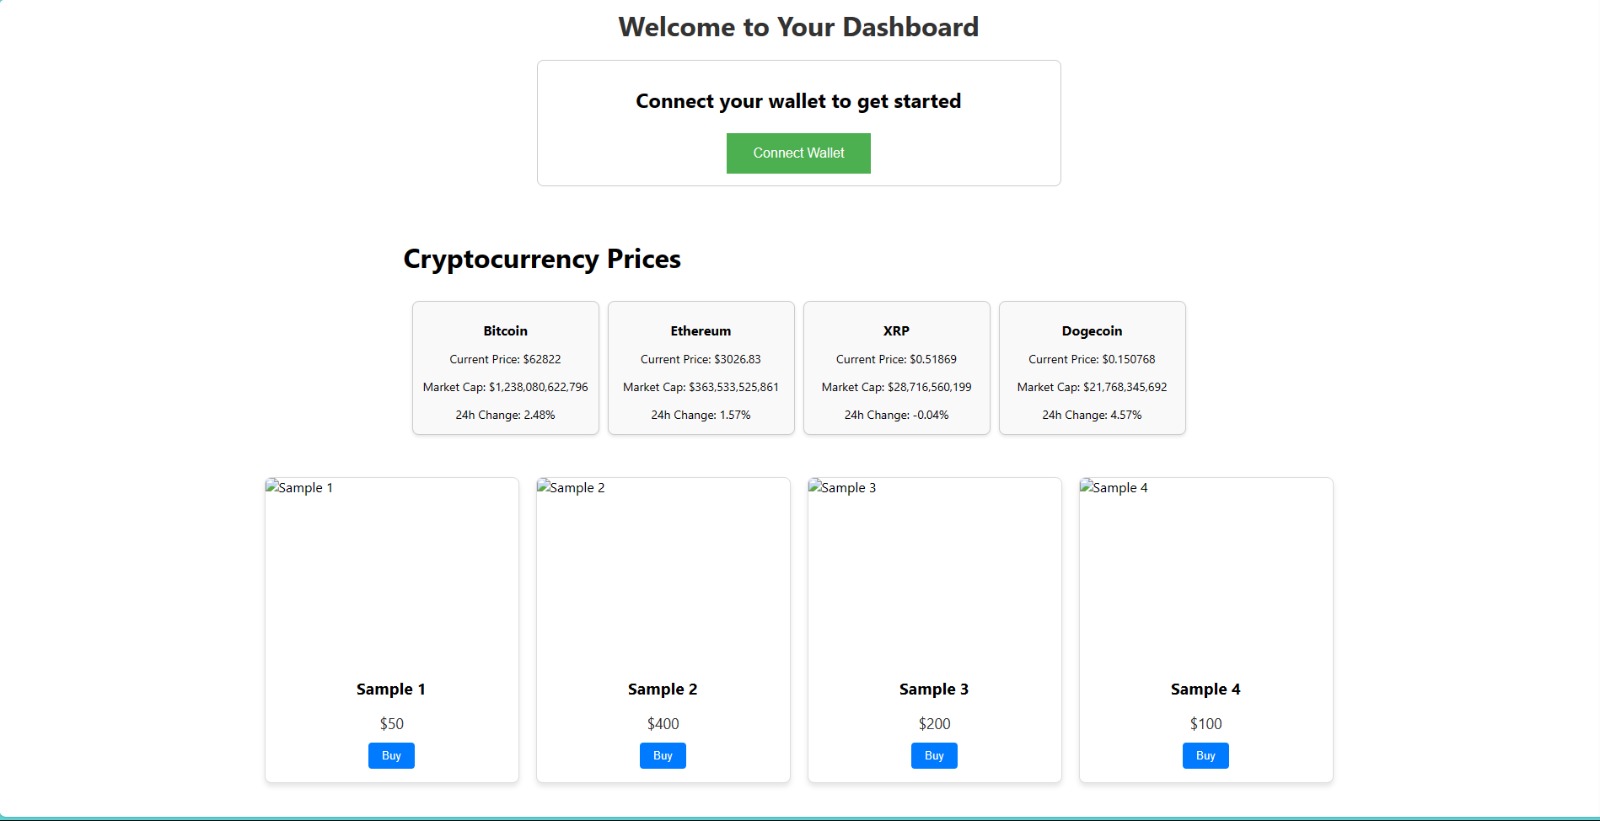 Welcome to Your Dashboard
Connect your wallet to get started
Connect Wallet
Cryptocurrency Prices
Bitcoin
Current Price: $62822
Market Cap: $1,238,080,622,796
24h Change: 2.48%
Ethereum
Current Price: $3026.83
Market Cap: $363,533,525,861
24h Change: 1.57%
XRP
Current Price: $0.51869
Market Cap: $28,716,560,199
24h Change: -0.04%
Dogecoin
Current Price: $0.150768
Market Cap: $21,768,345,692
24h Change: 4.57%
Sample 1
Sample 1
$50
Buy
Sample 2
Sample 2
$400
Buy
Sample 3
Sample 3
$200
Buy
Sample 4
Sample 4
$100
Buy